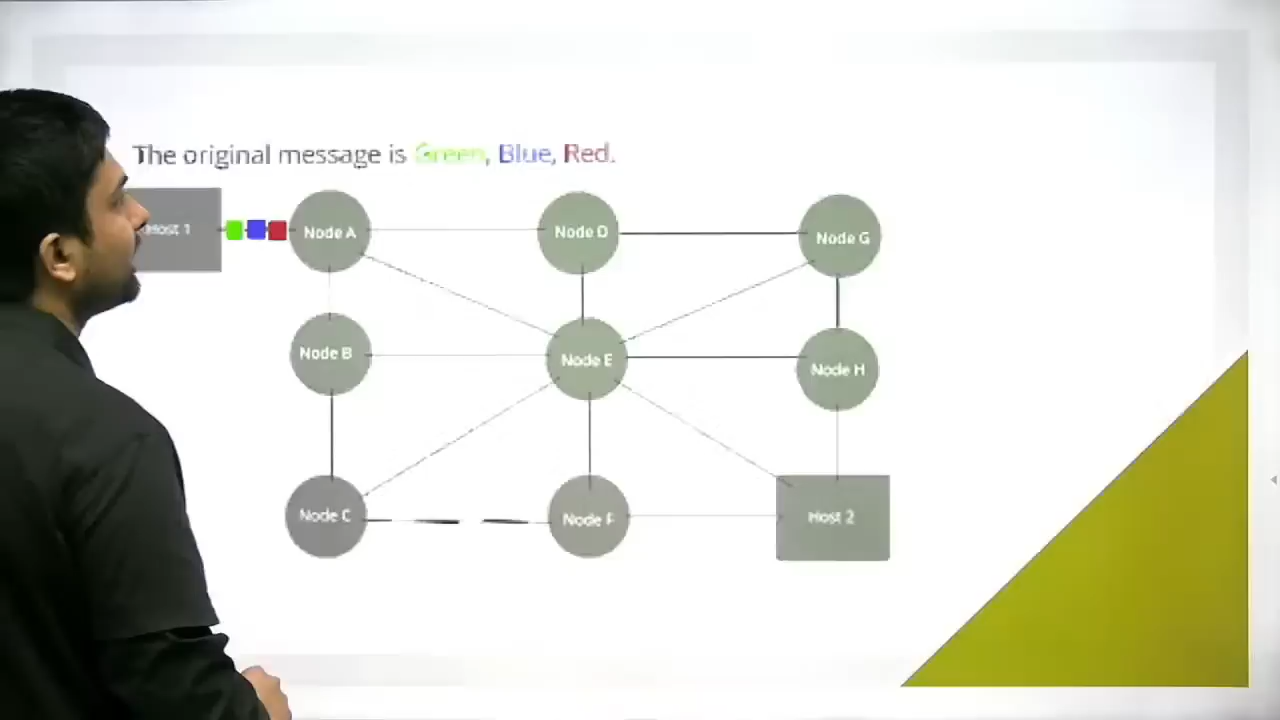 The original message is Green, Blue, Red.
Host 1
Node A
Node D
Node G
Node B
Node E
Node H
Node C
Node F
Host 2